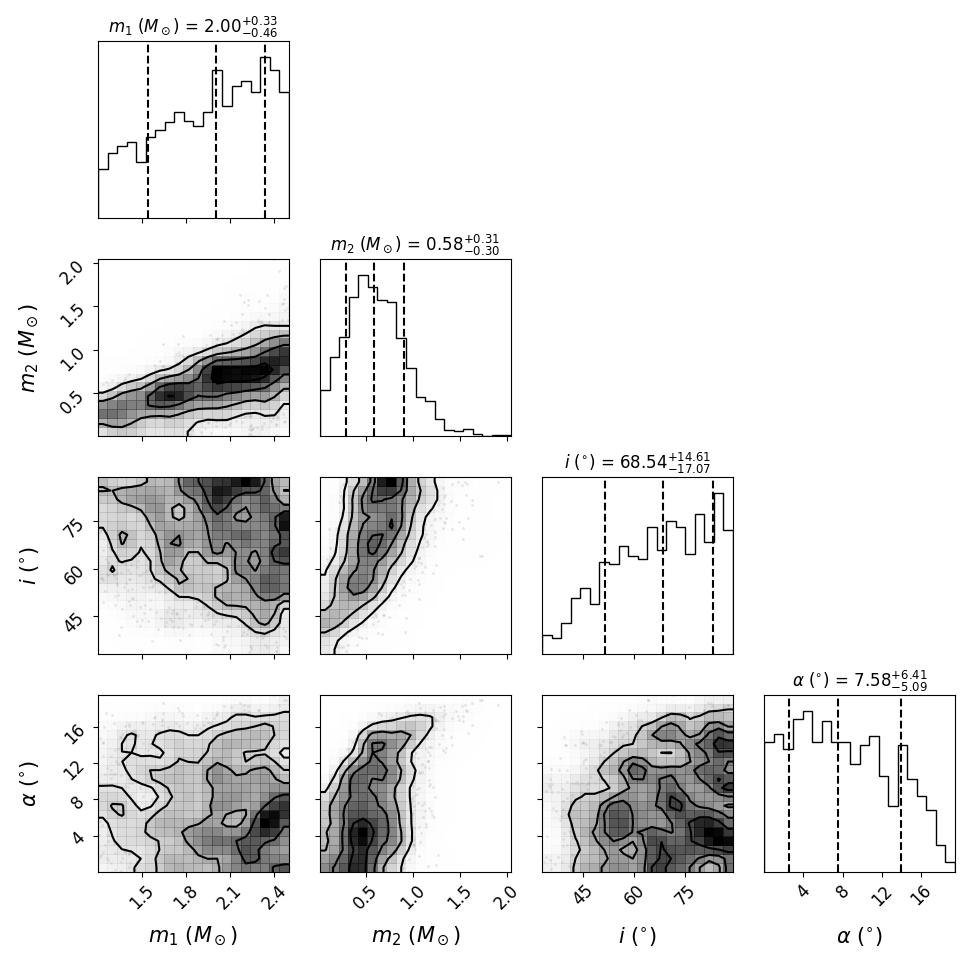 m₁ (M⊙) = 2.00+0.33 −0.46
m₂ (M⊙) = 0.58+0.31 −0.30
2.0
1.5
1.0
0.5
m₂ (M⊙)
i (°) = 68.54+14.61 −17.07
75
60
45
i (°)
α (°) = 7.58+6.41 −5.09
16
12
8
4
α (°)
1.5 1.8 2.1 2.4
0.5 1.0 1.5 2.0
45 60 75
4 8 12 16
m₁ (M⊙) m₂ (M⊙) i (°) α (°)